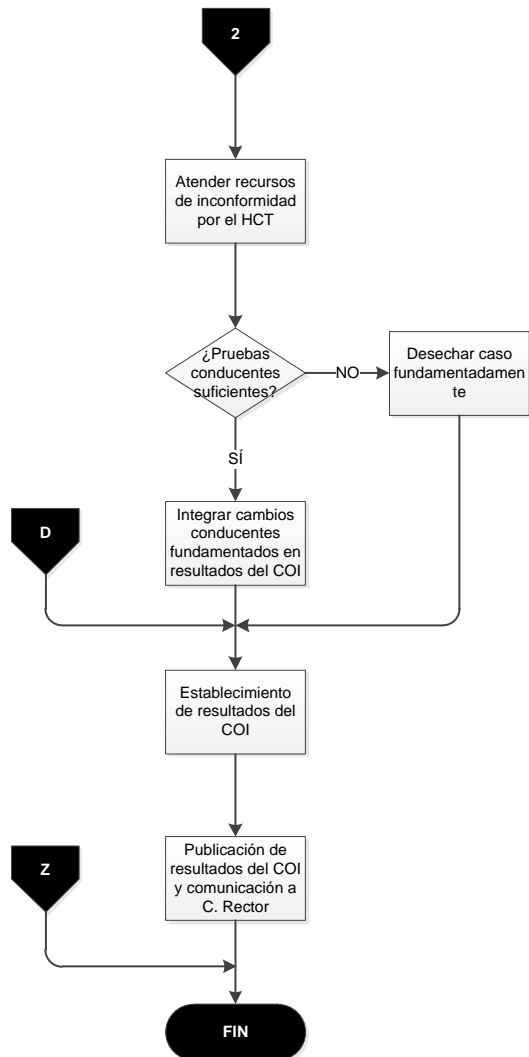 2
Atender recursos
de inconformidad
por el HCT
¿Pruebas
conducentes
suficientes?
NO
Desechar caso
fundamentadamen
te
SÍ
Integrar cambios
conducentes
fundamentados en
resultados del COI
D
Establecimiento
de resultados del
COI
Publicación de
resultados del COI
y comunicación a
C. Rector
Z
FIN